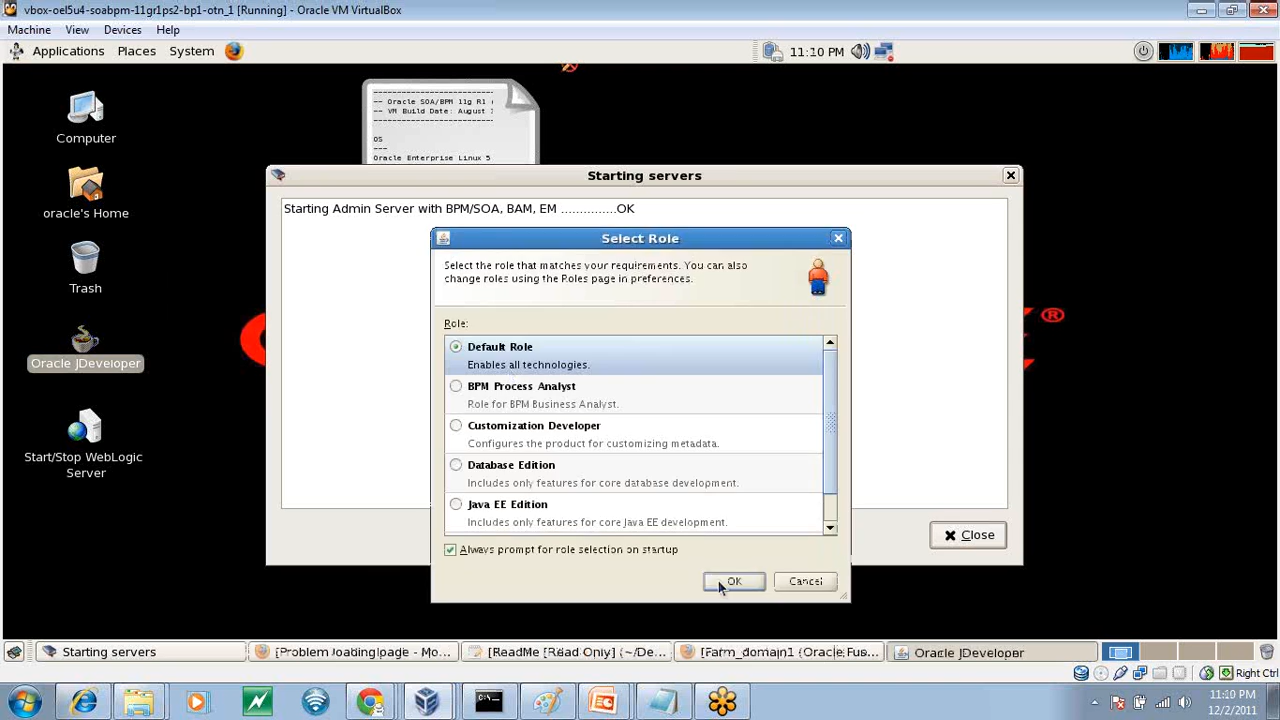 vbox-oel5u4-soabpm-11gr1ps2-bp1-otn_1 [Running] - Oracle VM VirtualBox
Machine View Devices Help
Applications Places System 11:10 PM
-- Oracle SOA/BPM 11g R1
-- VM Build Date: August
OS
---
Oracle Enterprise Linux 5
Computer
oracle's Home
Trash
Oracle JDeveloper
Start/Stop WebLogic
Server
Starting servers
Starting Admin Server with BPM/SOA, BAM, EM ...............OK
Select Role
Select the role that matches your requirements. You can also
change roles using the Roles page in preferences.
Role:
Default Role
Enables all technologies.
BPM Process Analyst
Role for BPM Business Analyst.
Customization Developer
Configures the product for customizing metadata.
Database Edition
Includes only features for core database development.
Java EE Edition
Includes only features for core Java EE development.
Always prompt for role selection on startup
OK Cancel
Close
®
Starting servers [Problem loading page - Mo... [ReadMe [Read Only] (~/De... [Farm_domain1 (Oracle Fus... Oracle JDeveloper
Right Ctrl
11:10 PM
12/2/2011